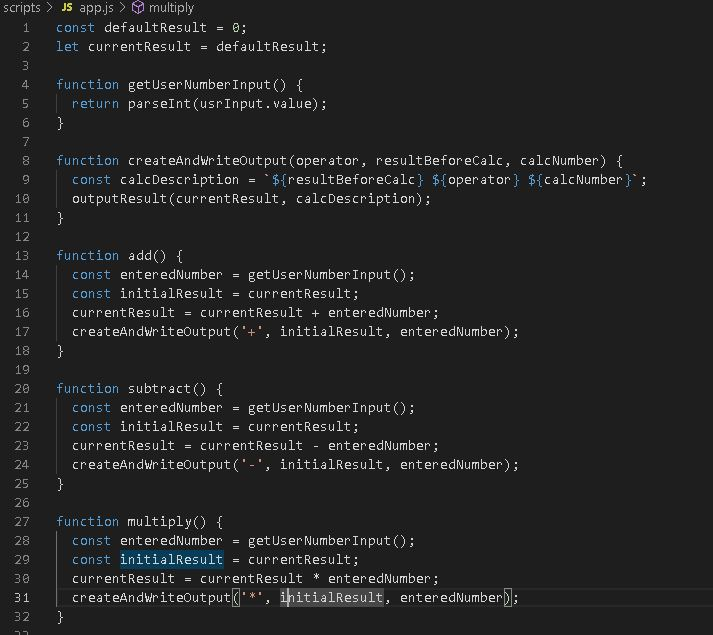 scripts > JS app.js > multiply
1 const defaultResult = 0;
2 let currentResult = defaultResult;
3
4 function getUserNumberInput() {
5   return parseInt(usrInput.value);
6 }
7
8 function createAndWriteOutput(operator, resultBeforeCalc, calcNumber) {
9   const calcDescription = `${resultBeforeCalc} ${operator} ${calcNumber}`;
10   outputResult(currentResult, calcDescription);
11 }
12
13 function add() {
14   const enteredNumber = getUserNumberInput();
15   const initialResult = currentResult;
16   currentResult = currentResult + enteredNumber;
17   createAndWriteOutput('+', initialResult, enteredNumber);
18 }
19
20 function subtract() {
21   const enteredNumber = getUserNumberInput();
22   const initialResult = currentResult;
23   currentResult = currentResult - enteredNumber;
24   createAndWriteOutput('-', initialResult, enteredNumber);
25 }
26
27 function multiply() {
28   const enteredNumber = getUserNumberInput();
29   const initialResult = currentResult;
30   currentResult = currentResult * enteredNumber;
31   createAndWriteOutput('*', initialResult, enteredNumber);
32 }